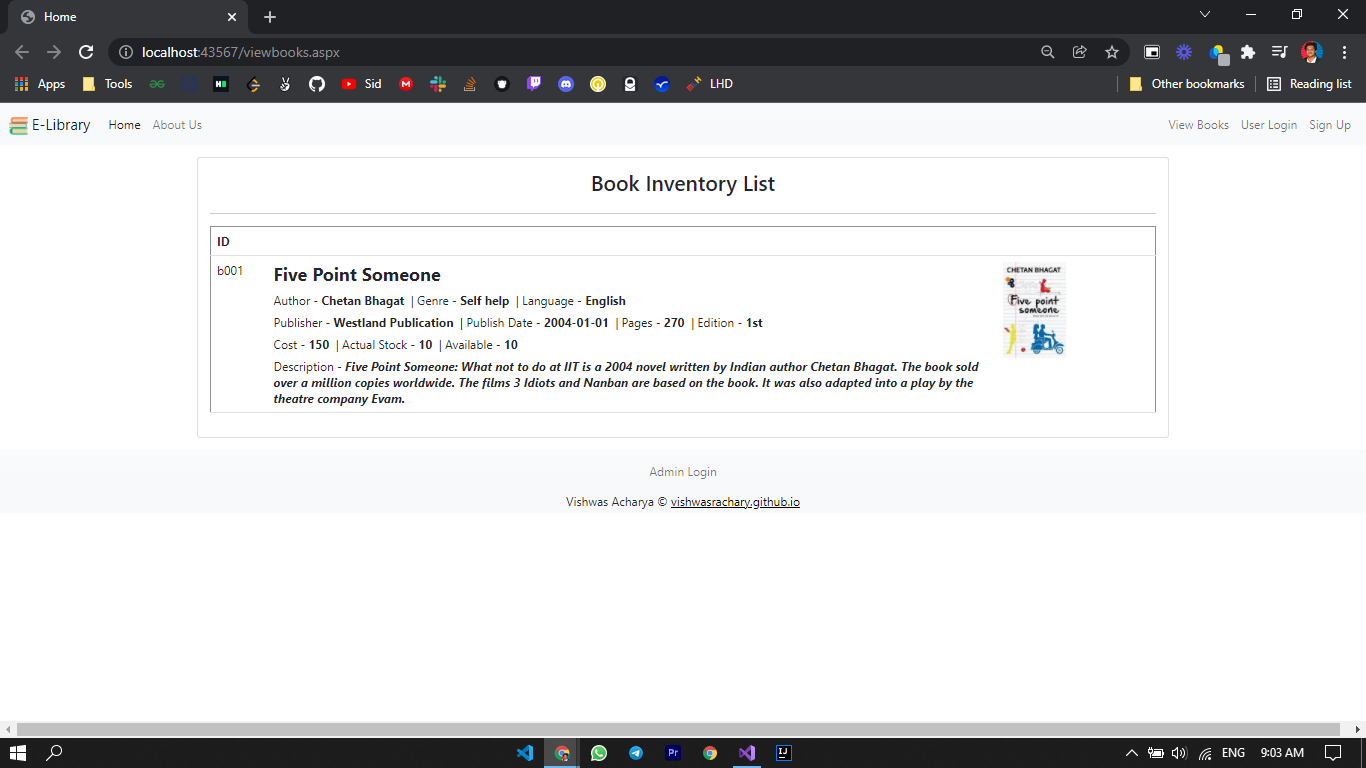 Home
localhost:43567/viewbooks.aspx
Apps
Tools
Sid
LHD
Other bookmarks
Reading list
E-Library
Home
About Us
View Books
User Login
Sign Up
Book Inventory List
ID
b001
Five Point Someone
Author - Chetan Bhagat | Genre - Self help | Language - English
Publisher - Westland Publication | Publish Date - 2004-01-01 | Pages - 270 | Edition - 1st
Cost - 150 | Actual Stock - 10 | Available - 10
Description - Five Point Someone: What not to do at IIT is a 2004 novel written by Indian author Chetan Bhagat. The book sold
over a million copies worldwide. The films 3 Idiots and Nanban are based on the book. It was also adapted into a play by the
theatre company Evam.
CHETAN BHAGAT
Five point
someone
Admin Login
Vishwas Acharya © vishwasrachary.github.io
Pr
IJ
ENG
9:03 AM